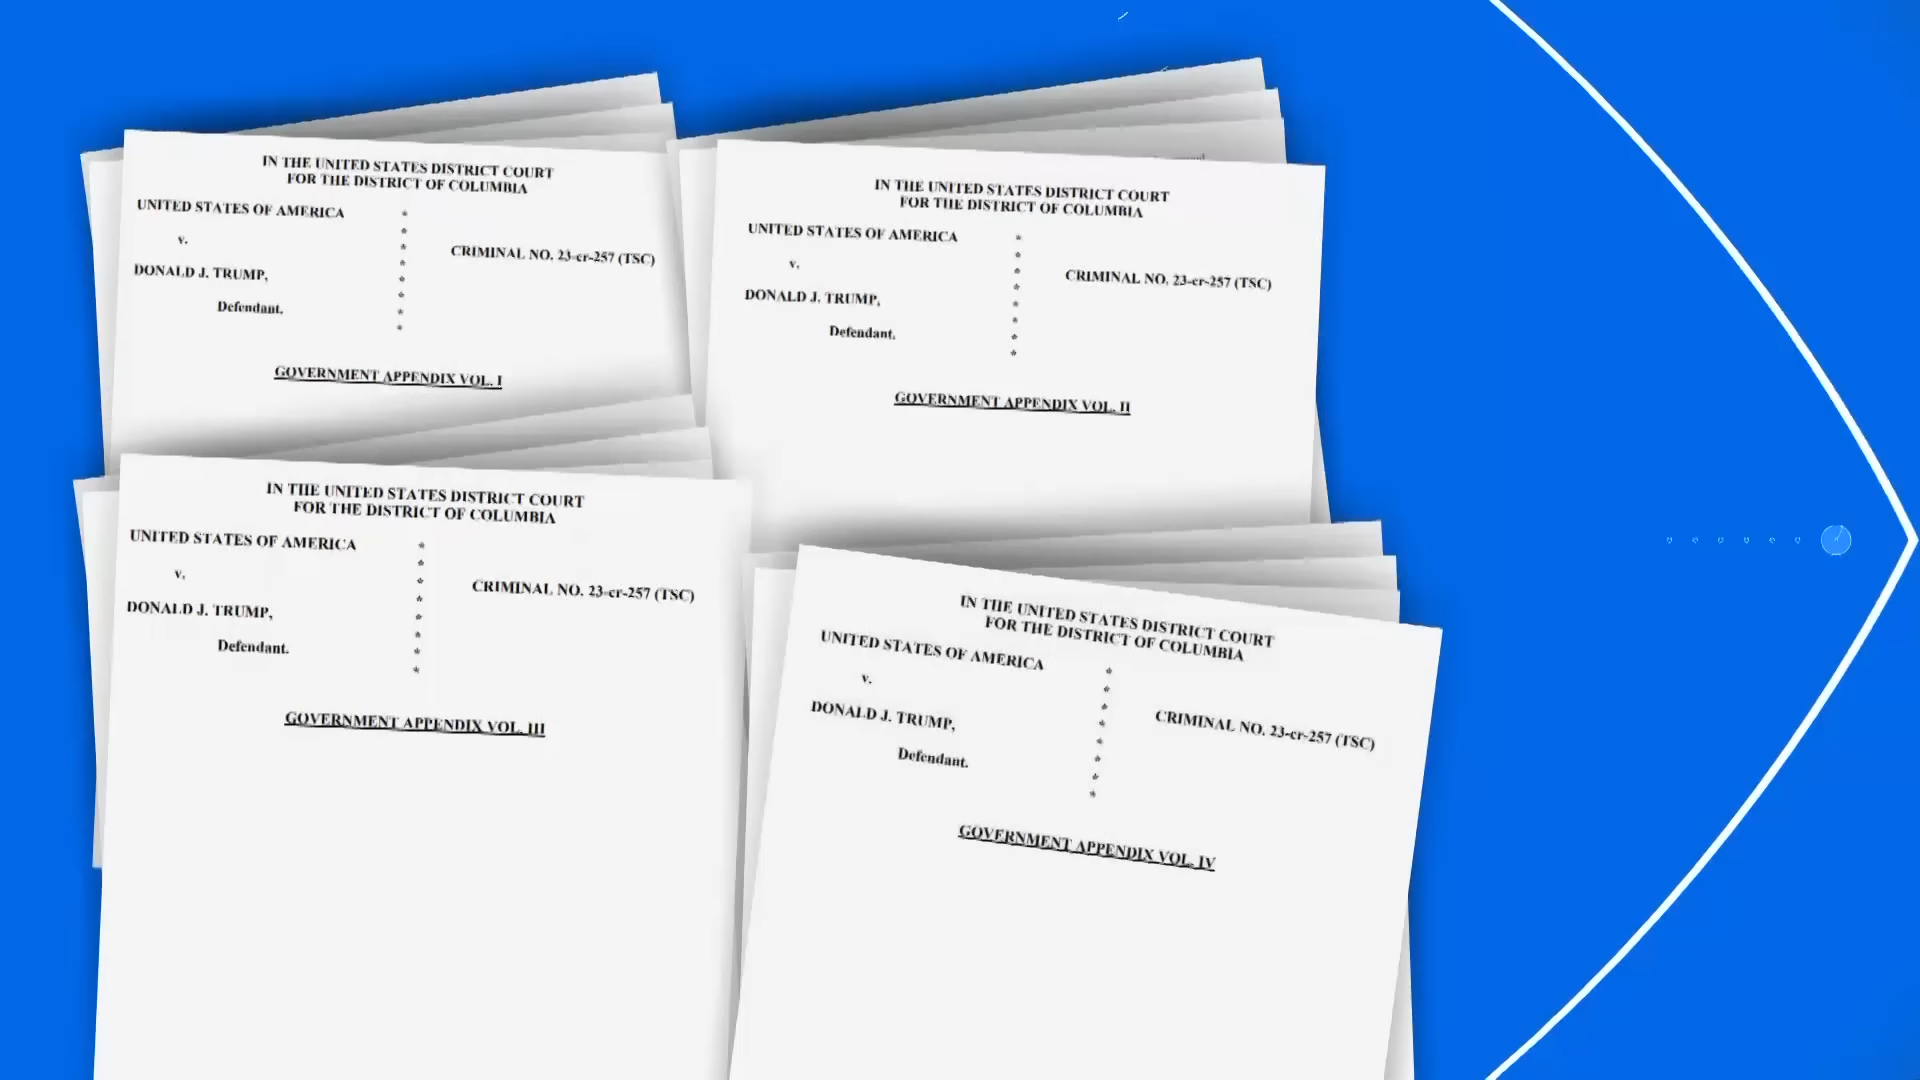 IN THE UNITED STATES DISTRICT COURT
FOR THE DISTRICT OF COLUMBIA
UNITED STATES OF AMERICA
v.
CRIMINAL NO. 23-cr-257 (TSC)
DONALD J. TRUMP,
Defendant.
GOVERNMENT APPENDIX VOL. I
IN THE UNITED STATES DISTRICT COURT
FOR THE DISTRICT OF COLUMBIA
UNITED STATES OF AMERICA
v.
CRIMINAL NO. 23-cr-257 (TSC)
DONALD J. TRUMP,
Defendant.
GOVERNMENT APPENDIX VOL. II
IN THE UNITED STATES DISTRICT COURT
FOR THE DISTRICT OF COLUMBIA
UNITED STATES OF AMERICA
v.
CRIMINAL NO. 23-cr-257 (TSC)
DONALD J. TRUMP,
Defendant.
GOVERNMENT APPENDIX VOL. III
IN THE UNITED STATES DISTRICT COURT
FOR THE DISTRICT OF COLUMBIA
UNITED STATES OF AMERICA
v.
CRIMINAL NO. 23-cr-257 (TSC)
DONALD J. TRUMP,
Defendant.
GOVERNMENT APPENDIX VOL. IV